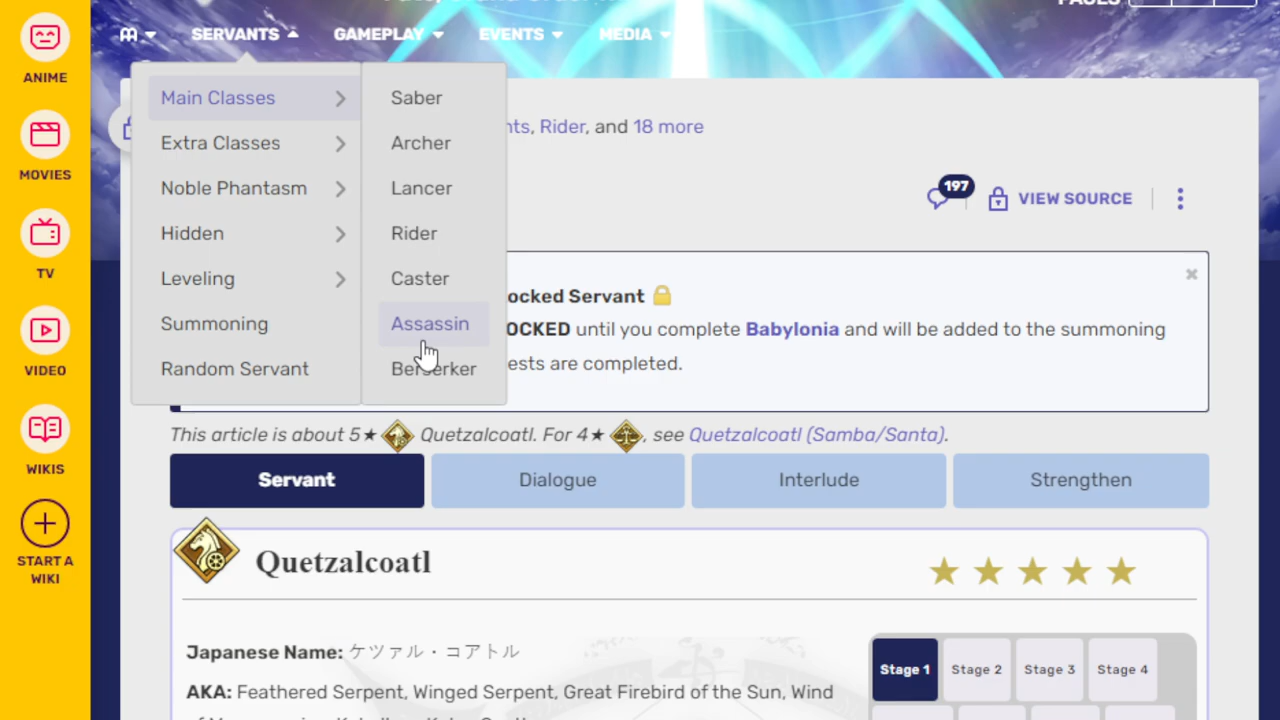 ANIME
MOVIES
TV
VIDEO
WIKIS
START A
WIKI
PAGES
SERVANTS
GAMEPLAY
EVENTS
MEDIA
Main Classes
Extra Classes
Noble Phantasm
Hidden
Leveling
Summoning
Random Servant
Saber
Archer
Lancer
Rider
Caster
Assassin
Berserker
Rider, and 18 more
197
VIEW SOURCE
ocked Servant
OCKED until you complete Babylonia and will be added to the summoning
ests are completed.
This article is about 5★ Quetzalcoatl. For 4★, see Quetzalcoatl (Samba/Santa).
Servant
Dialogue
Interlude
Strengthen
Quetzalcoatl
Japanese Name: ケツァル・コアトル
AKA: Feathered Serpent, Winged Serpent, Great Firebird of the Sun, Wind
Stage 1
Stage 2
Stage 3
Stage 4